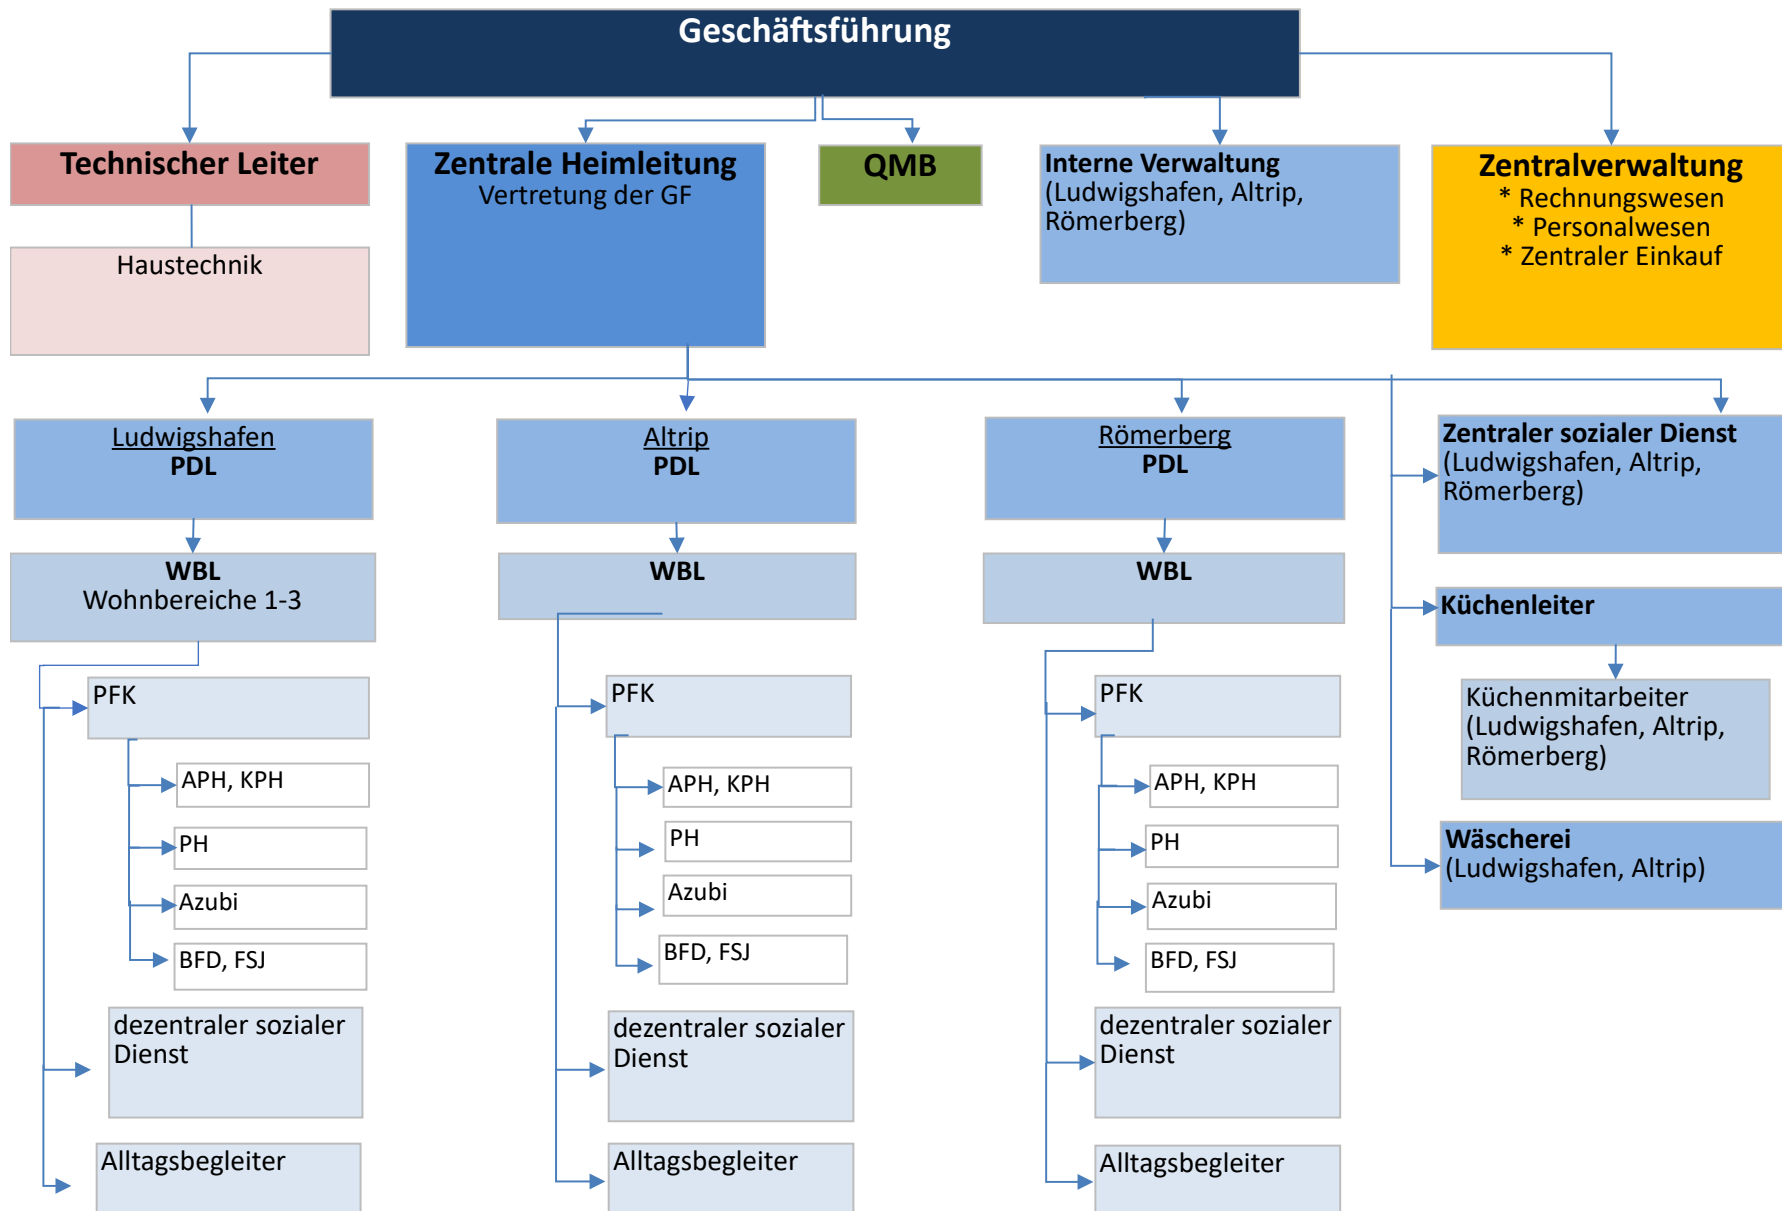 Geschäftsführung
Technischer Leiter
Haustechnik
Zentrale Heimleitung
Vertretung der GF
QMB
Interne Verwaltung
(Ludwigshafen, Altrip,
Römerberg)
Zentralverwaltung
* Rechnungswesen
* Personalwesen
* Zentraler Einkauf
Ludwigshafen
PDL
WBL
Wohnbereiche 1-3
PFK
APH, KPH
PH
Azubi
BFD, FSJ
dezentraler sozialer
Dienst
Alltagsbegleiter
Altrip
PDL
WBL
PFK
APH, KPH
PH
Azubi
BFD, FSJ
dezentraler sozialer
Dienst
Alltagsbegleiter
Römerberg
PDL
WBL
PFK
APH, KPH
PH
Azubi
BFD, FSJ
dezentraler sozialer
Dienst
Alltagsbegleiter
Zentraler sozialer Dienst
(Ludwigshafen, Altrip,
Römerberg)
Küchenleiter
Küchenmitarbeiter
(Ludwigshafen, Altrip,
Römerberg)
Wäscherei
(Ludwigshafen, Altrip)